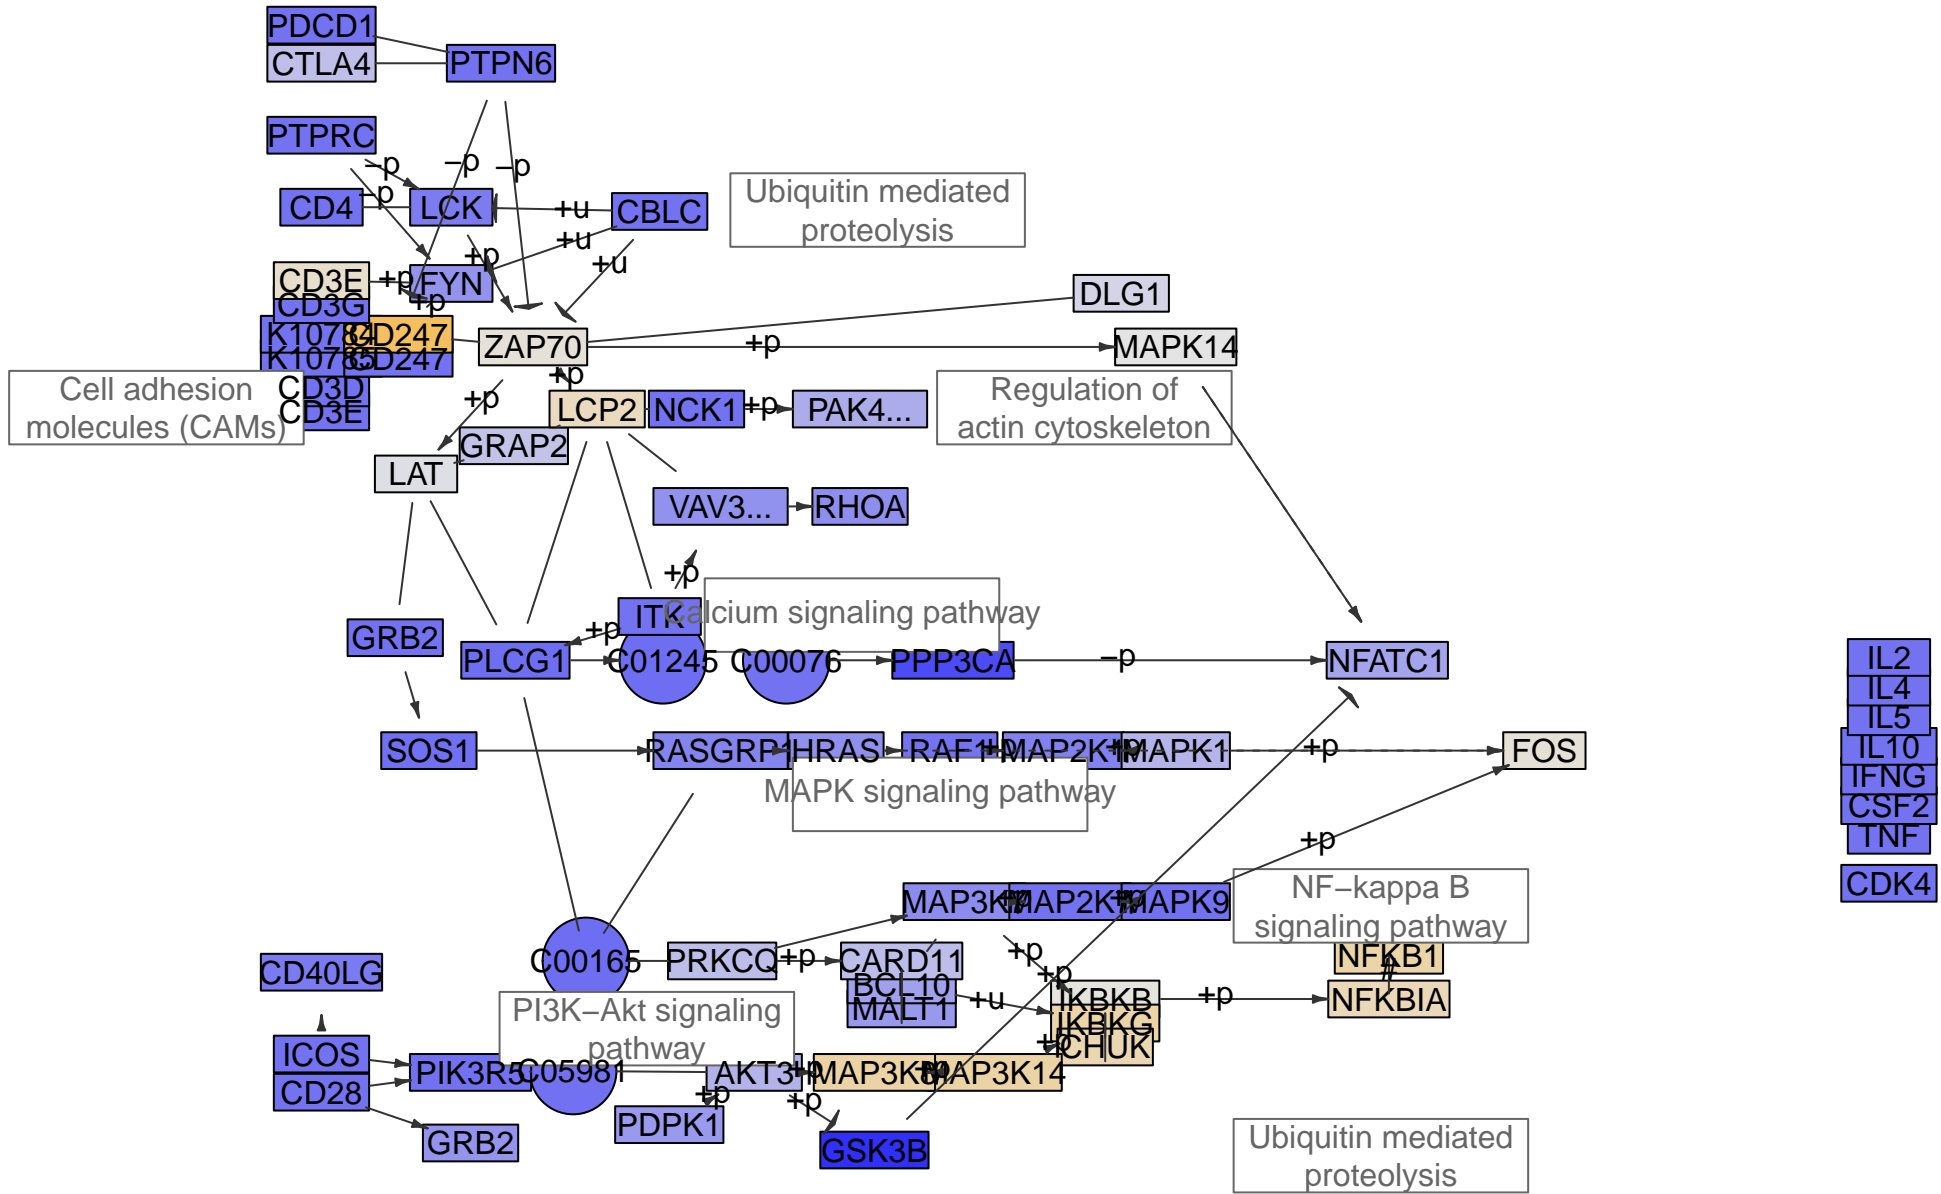 PDCD1
CTLA4
PTPN6
PTPRC
−p
−p
−p
−p
CD4
LCK
+u
CBLC
Ubiquitin mediated
proteolysis
+u
+p
+u
CD3E
+p
FYN
+p
CD3G
DLG1
CD247
ZAP70
+p
MAPK14
CD247
+p
Cell adhesion
molecules (CAMs)
CD3D
CD3E
+p
LCP2
NCK1
+p
PAK4...
Regulation of
actin cytoskeleton
GRAP2
LAT
VAV3...
RHOA
+p
ITK
Calcium signaling pathway
GRB2
+p
PLCG1
C01245
C00076
PPP3CA
−p
NFATC1
IL2
IL4
IL5
IL10
IFNG
CSF2
TNF
CDK4
SOS1
RASGRP1
HRAS
RAF1
MAPK1
+p
FOS
MAPK signaling pathway
+p
MAPK9
NF−kappa B
signaling pathway
C00165
PRKCQ
+p
CARD11
+p
+p
NFKB1
CD40LG
BCL10
MALT1
+u
IKBKB
IKBKG
CHUK
+p
+p
NFKBIA
PI3K−Akt signaling
pathway
ICOS
CD28
PIK3R5
C05981
AKT3
+p
MAP3K14
+p
+p
PDPK1
GRB2
GSK3B
Ubiquitin mediated
proteolysis